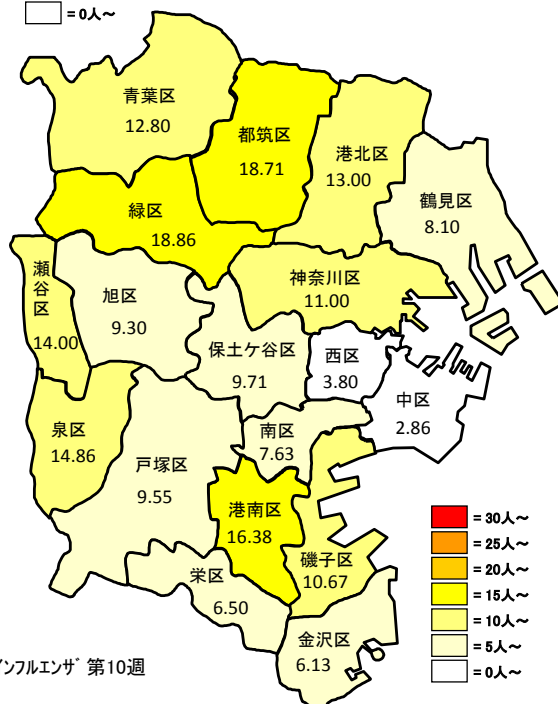 = 0人～
青葉区
12.80
都筑区
18.71
港北区
13.00
鶴見区
8.10
緑区
18.86
瀬谷区
14.00
旭区
9.30
神奈川区
11.00
保土ケ谷区
9.71
西区
3.80
中区
2.86
泉区
14.86
戸塚区
9.55
南区
7.63
港南区
16.38
磯子区
10.67
栄区
6.50
金沢区
6.13
= 30人～
= 25人～
= 20人～
= 15人～
= 10人～
= 5人～
= 0人～
ｲﾝﾌﾙｴﾝｻﾞ 第10週